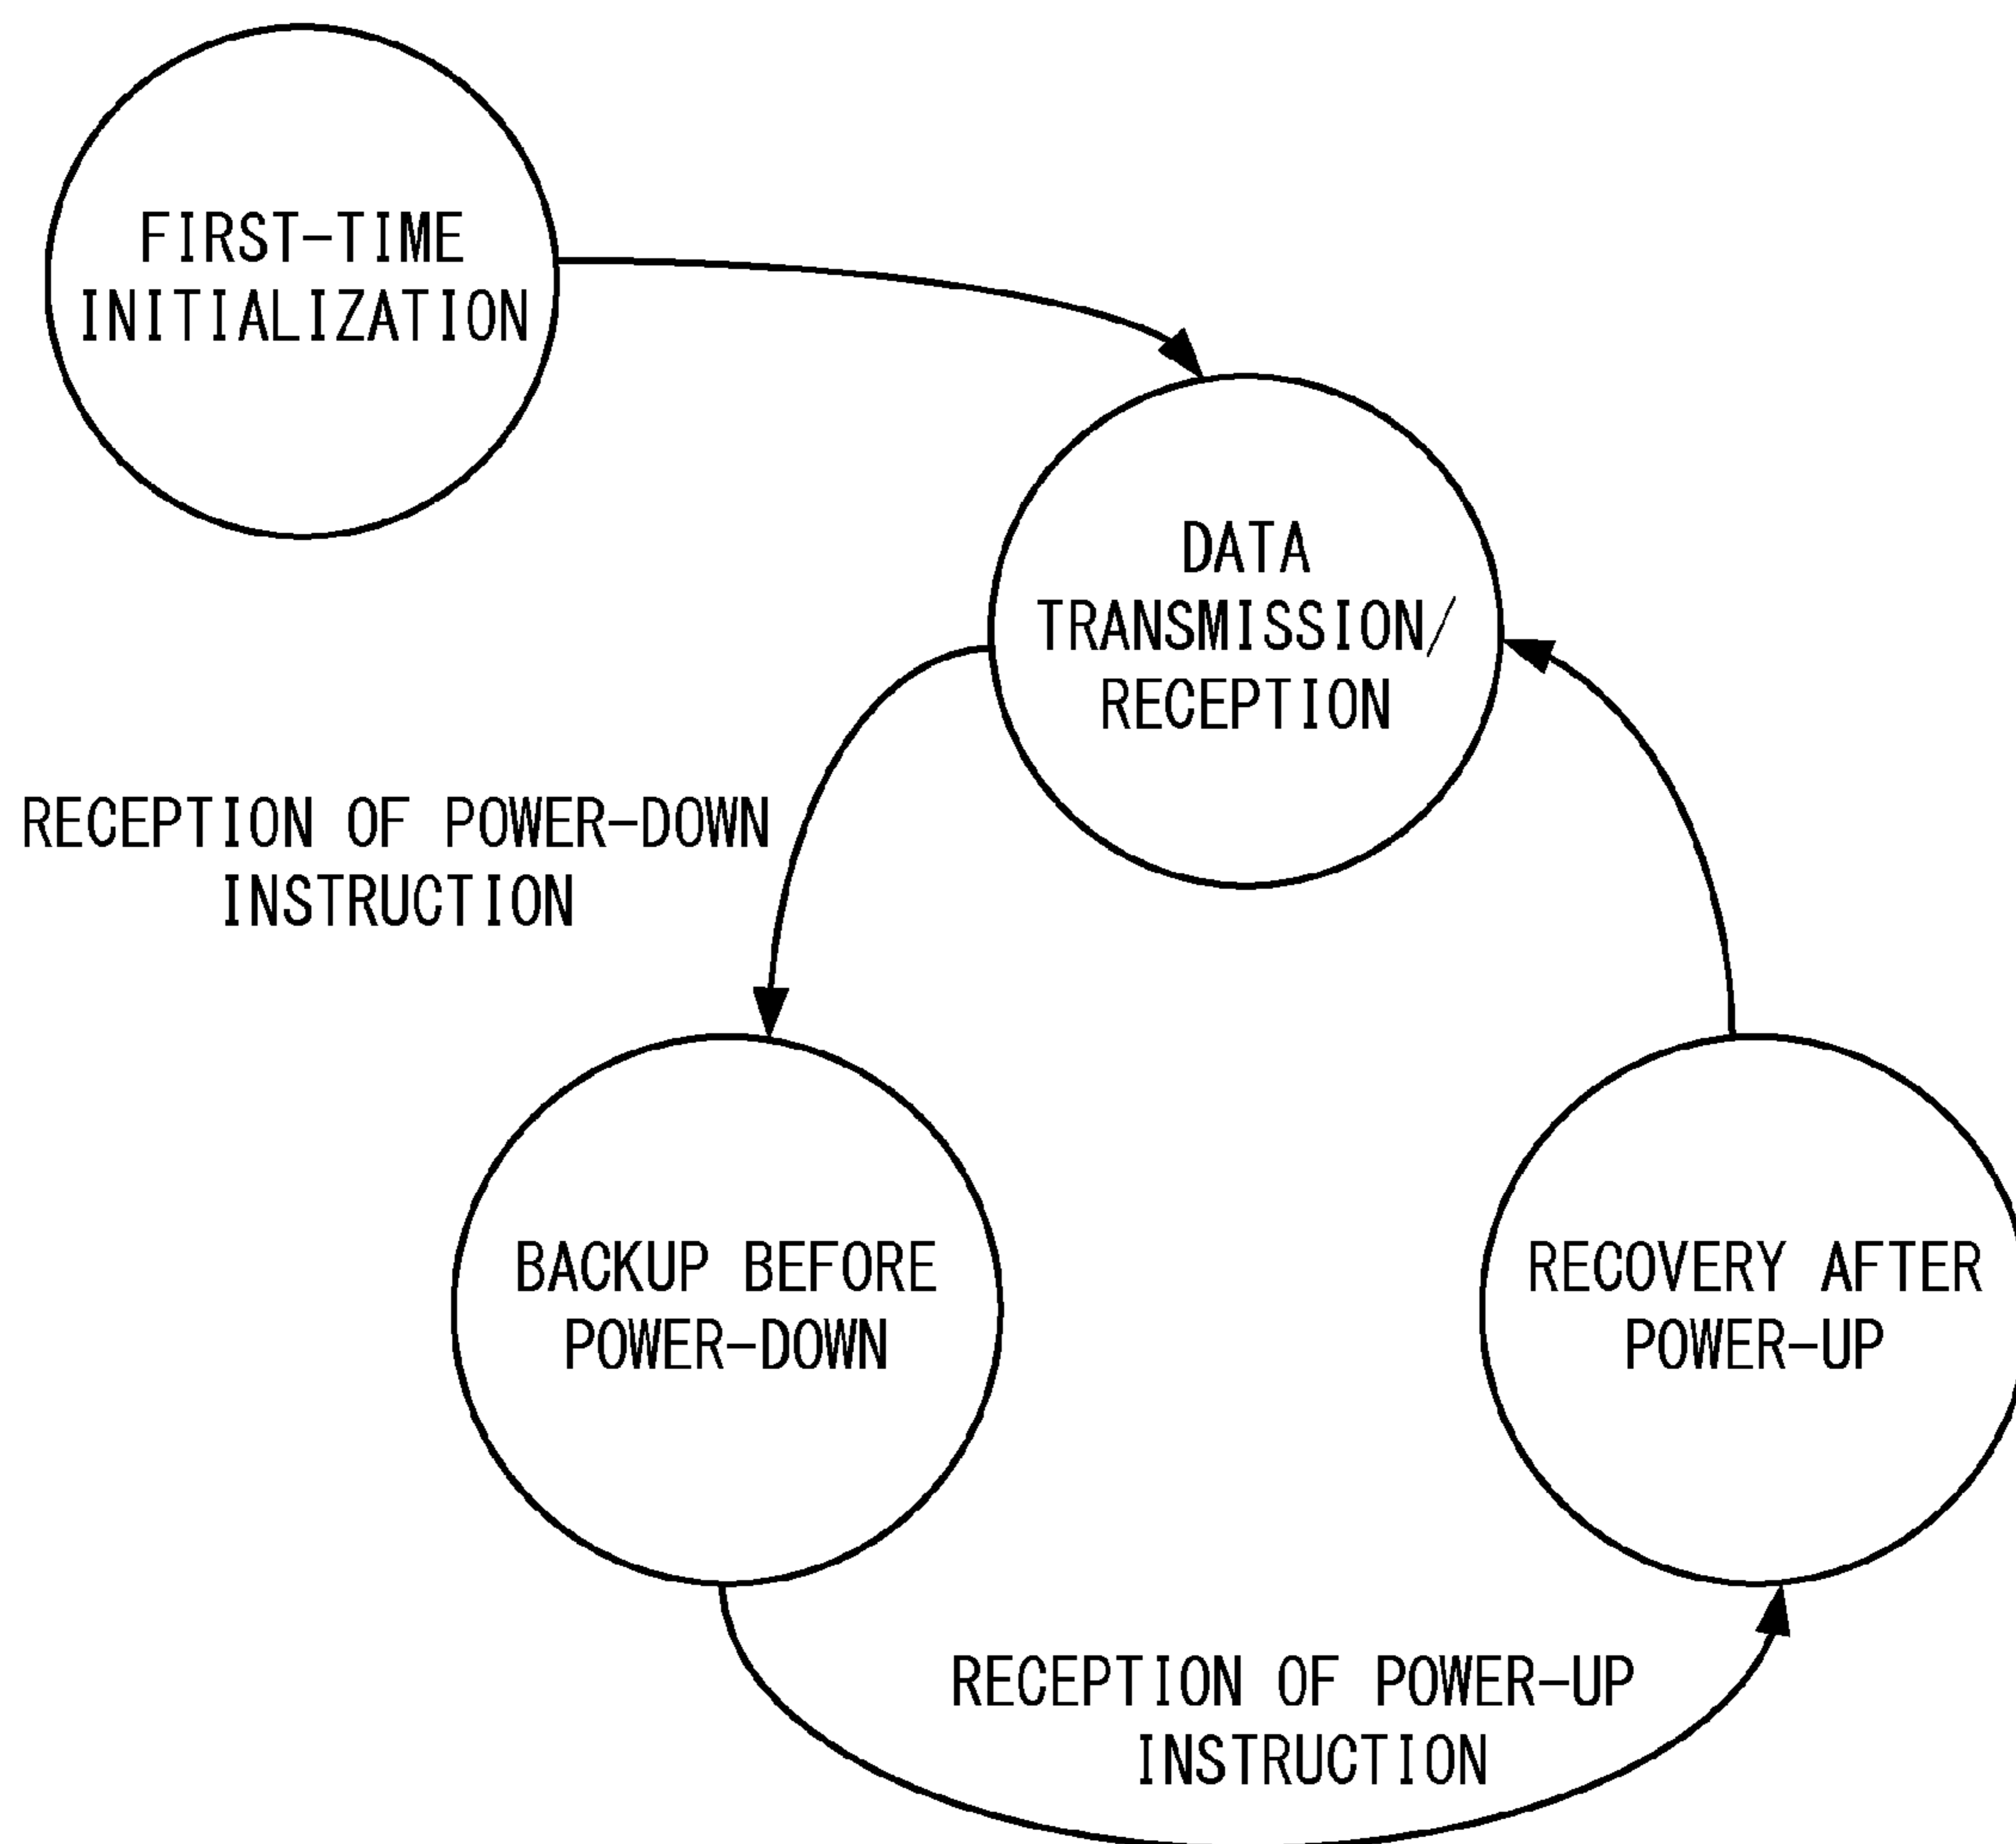 FIRST-TIME
INITIALIZATION
DATA
TRANSMISSION/
RECEPTION
RECEPTION OF POWER-DOWN
INSTRUCTION
BACKUP BEFORE
POWER-DOWN
RECOVERY AFTER
POWER-UP
RECEPTION OF POWER-UP
INSTRUCTION